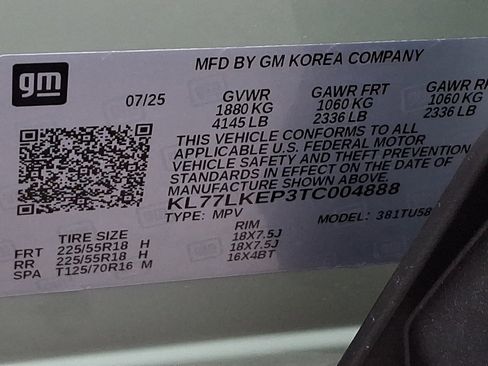 gm
MFD BY GM KOREA COMPANY
07/25 GVWR GAWR FRT GAWR
1880 KG 1060 KG 1060 KG
4145 LB 2336 LB 2336 LB
THIS VEHICLE CONFORMS TO ALL
APPLICABLE U.S. FEDERAL MOTOR
VEHICLE SAFETY AND THEFT PREVENTION
STANDARDS IN EFFECT ON THE DATE OF
MANUFACTURE SHOWN ABOVE.
KL77LKEP3TC004888
TYPE: MPV MODEL: 381TU58
TIRE SIZE RIM
FRT 225/55R18 H 18X7.5J
RR 225/55R18 H 18X7.5J
SPA T125/70R16 M 16X4BT